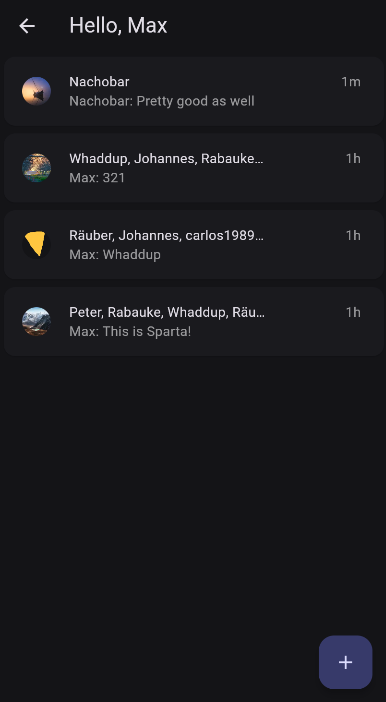 Hello, Max
Nachobar 1m
Nachobar: Pretty good as well
Whaddup, Johannes, Rabauke... 1h
Max: 321
Räuber, Johannes, carlos1989... 1h
Max: Whaddup
Peter, Rabauke, Whaddup, Räu... 1h
Max: This is Sparta!